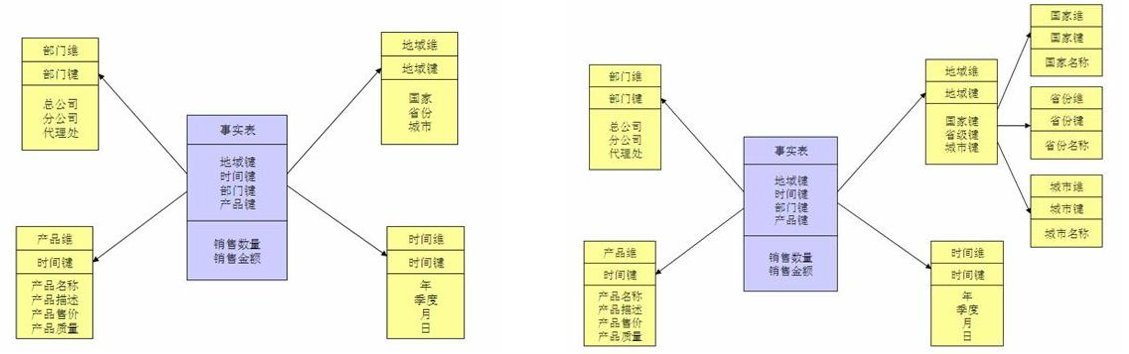 部门维
部门键
总公司
分公司
代理处
地域维
地域键
国家
省份
城市
事实表
地域键
时间键
部门键
产品键
销售数量
销售金额
产品维
时间键
产品名称
产品描述
产品售价
产品质量
时间维
时间键
年
季度
月
日
部门维
部门键
总公司
分公司
代理处
地域维
地域键
国家键
省级键
城市键
国家维
国家键
国家名称
省份维
省份键
省份名称
城市维
城市键
城市名称
事实表
地域键
时间键
部门键
产品键
销售数量
销售金额
产品维
时间键
产品名称
产品描述
产品售价
产品质量
时间维
时间键
年
季度
月
日